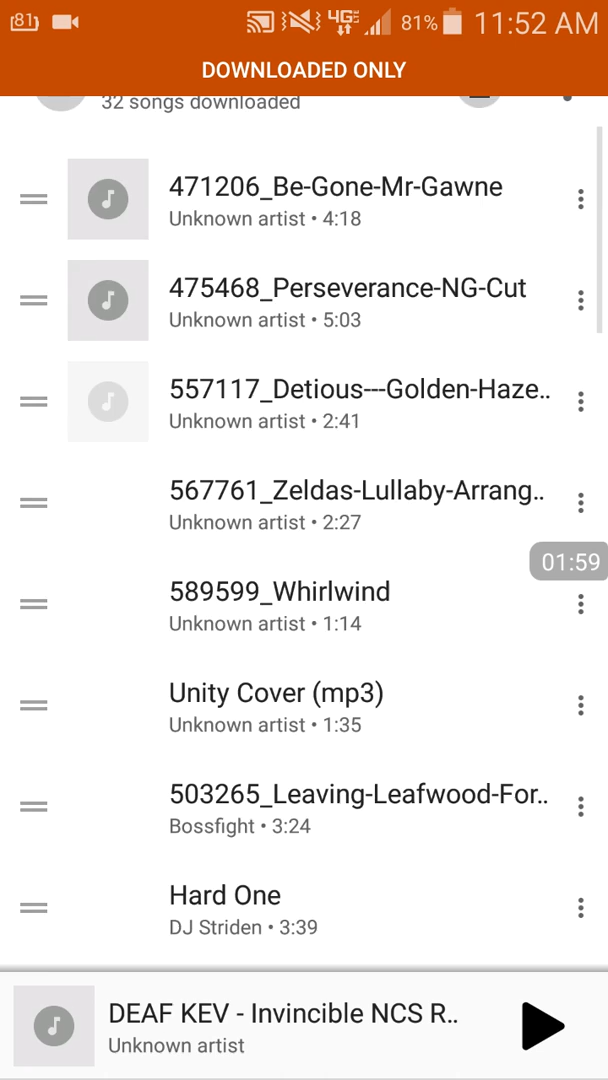 81 4G LTE 81% 11:52 AM
DOWNLOADED ONLY
32 songs downloaded
471206_Be-Gone-Mr-Gawne
Unknown artist • 4:18
475468_Perseverance-NG-Cut
Unknown artist • 5:03
557117_Detious---Golden-Haze..
Unknown artist • 2:41
567761_Zeldas-Lullaby-Arrang..
Unknown artist • 2:27
01:59
589599_Whirlwind
Unknown artist • 1:14
Unity Cover (mp3)
Unknown artist • 1:35
503265_Leaving-Leafwood-For..
Bossfight • 3:24
Hard One
DJ Striden • 3:39
DEAF KEV - Invincible NCS R..
Unknown artist